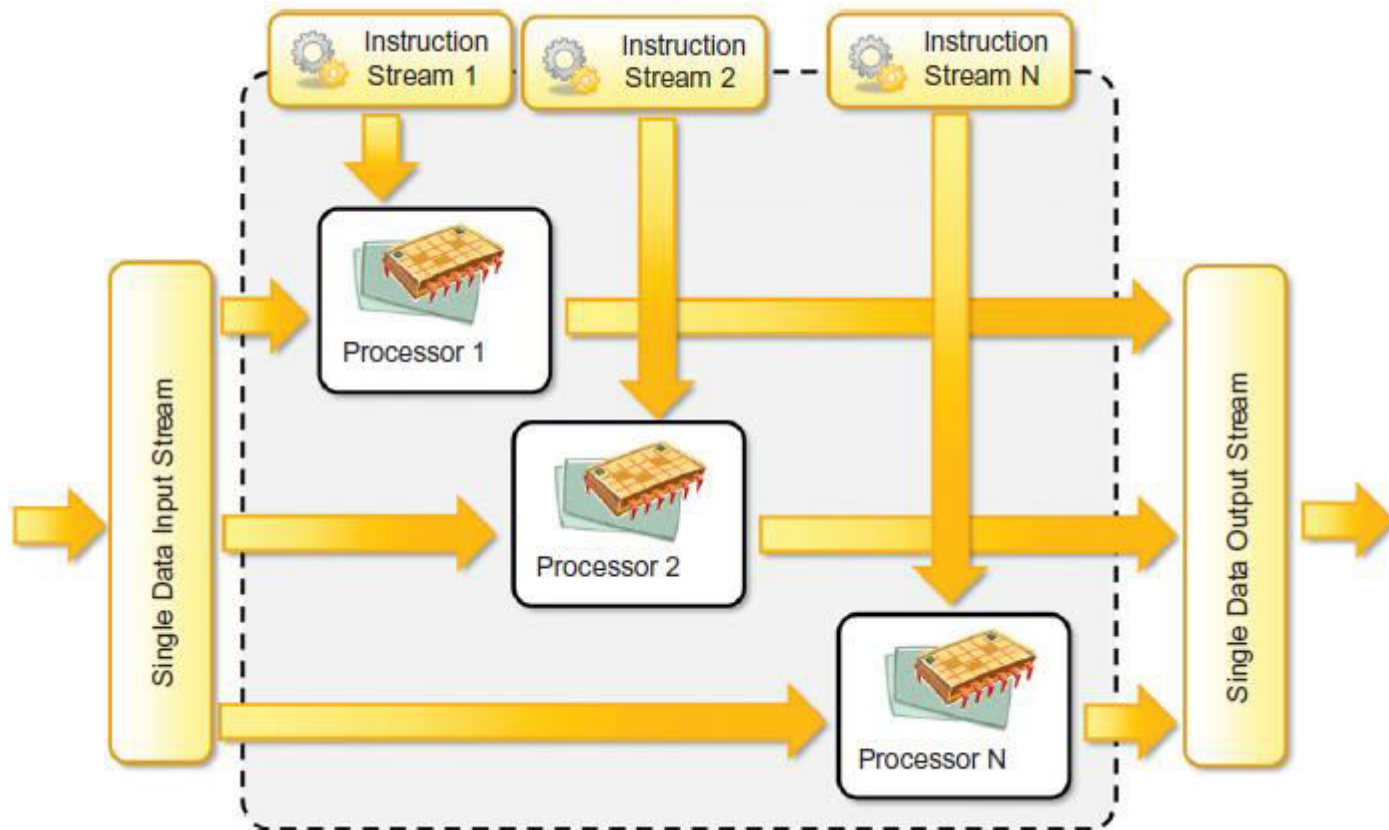 Instruction
Stream 1
Instruction
Stream 2
Instruction
Stream N
Single Data Input Stream
Processor 1
Processor 2
Processor N
Single Data Output Stream